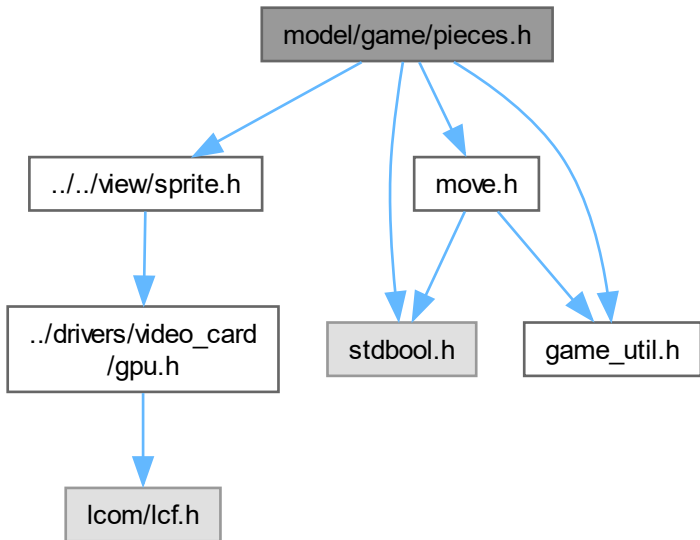 model/game/pieces.h
../../view/sprite.h
move.h
../drivers/video_card
/gpu.h
stdbool.h
game_util.h
lcom/lcf.h